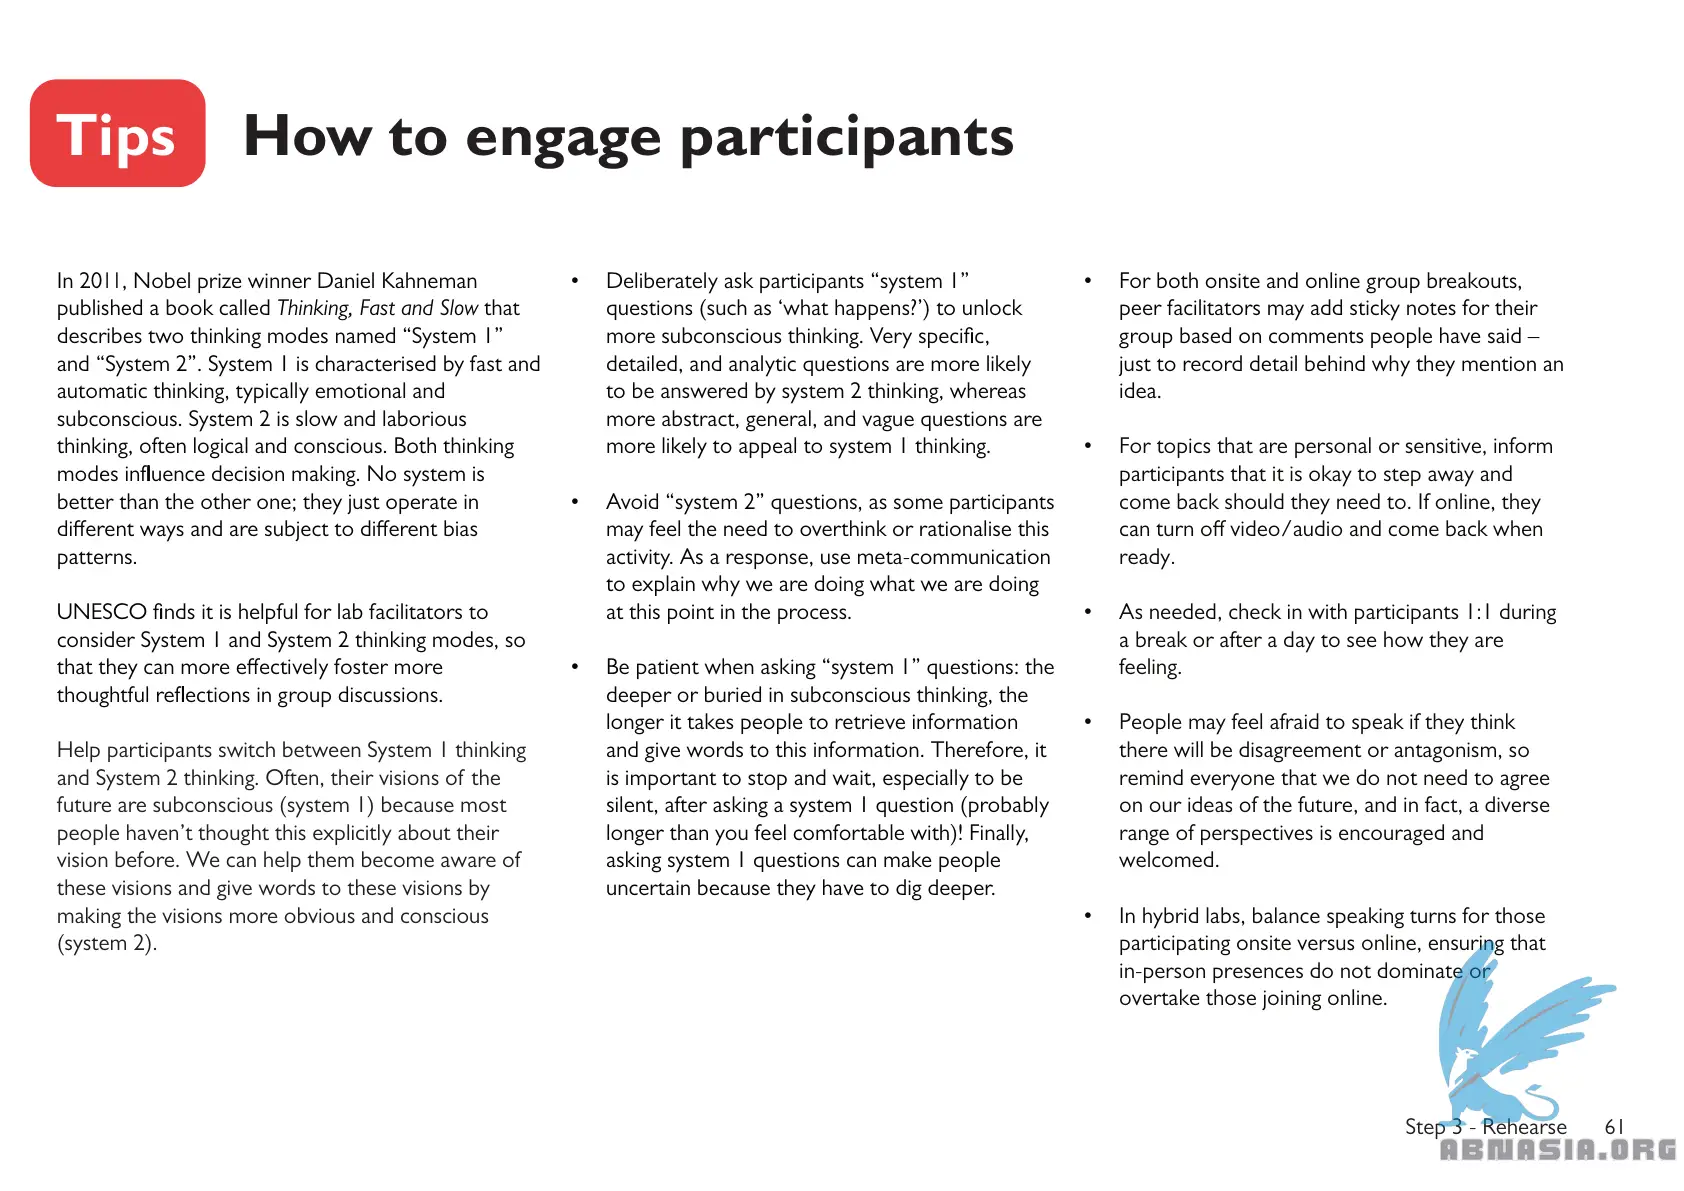 Tips
How to engage participants
In 2011, Nobel prize winner Daniel Kahneman
published a book called Thinking, Fast and Slow that
describes two thinking modes named “System 1”
and “System 2”. System 1 is characterised by fast and
automatic thinking, typically emotional and
subconscious. System 2 is slow and laborious
thinking, often logical and conscious. Both thinking
modes influence decision making. No system is
better than the other one; they just operate in
different ways and are subject to different bias
patterns.
UNESCO finds it is helpful for lab facilitators to
consider System 1 and System 2 thinking modes, so
that they can more effectively foster more
thoughtful reflections in group discussions.
Help participants switch between System 1 thinking
and System 2 thinking. Often, their visions of the
future are subconscious (system 1) because most
people haven’t thought this explicitly about their
vision before. We can help them become aware of
these visions and give words to these visions by
making the visions more obvious and conscious
(system 2).
• Deliberately ask participants “system 1”
questions (such as ‘what happens?’) to unlock
more subconscious thinking. Very specific,
detailed, and analytic questions are more likely
to be answered by system 2 thinking, whereas
more abstract, general, and vague questions are
more likely to appeal to system 1 thinking.
• Avoid “system 2” questions, as some participants
may feel the need to overthink or rationalise this
activity. As a response, use meta-communication
to explain why we are doing what we are doing
at this point in the process.
• Be patient when asking “system 1” questions: the
deeper or buried in subconscious thinking, the
longer it takes people to retrieve information
and give words to this information. Therefore, it
is important to stop and wait, especially to be
silent, after asking a system 1 question (probably
longer than you feel comfortable with)! Finally,
asking system 1 questions can make people
uncertain because they have to dig deeper.
• For both onsite and online group breakouts,
peer facilitators may add sticky notes for their
group based on comments people have said –
just to record detail behind why they mention an
idea.
• For topics that are personal or sensitive, inform
participants that it is okay to step away and
come back should they need to. If online, they
can turn off video/audio and come back when
ready.
• As needed, check in with participants 1:1 during
a break or after a day to see how they are
feeling.
• People may feel afraid to speak if they think
there will be disagreement or antagonism, so
remind everyone that we do not need to agree
on our ideas of the future, and in fact, a diverse
range of perspectives is encouraged and
welcomed.
• In hybrid labs, balance speaking turns for those
participating onsite versus online, ensuring that
in-person presences do not dominate or
overtake those joining online.
Step 3 - Rehearse 61
ABNASIA.ORG